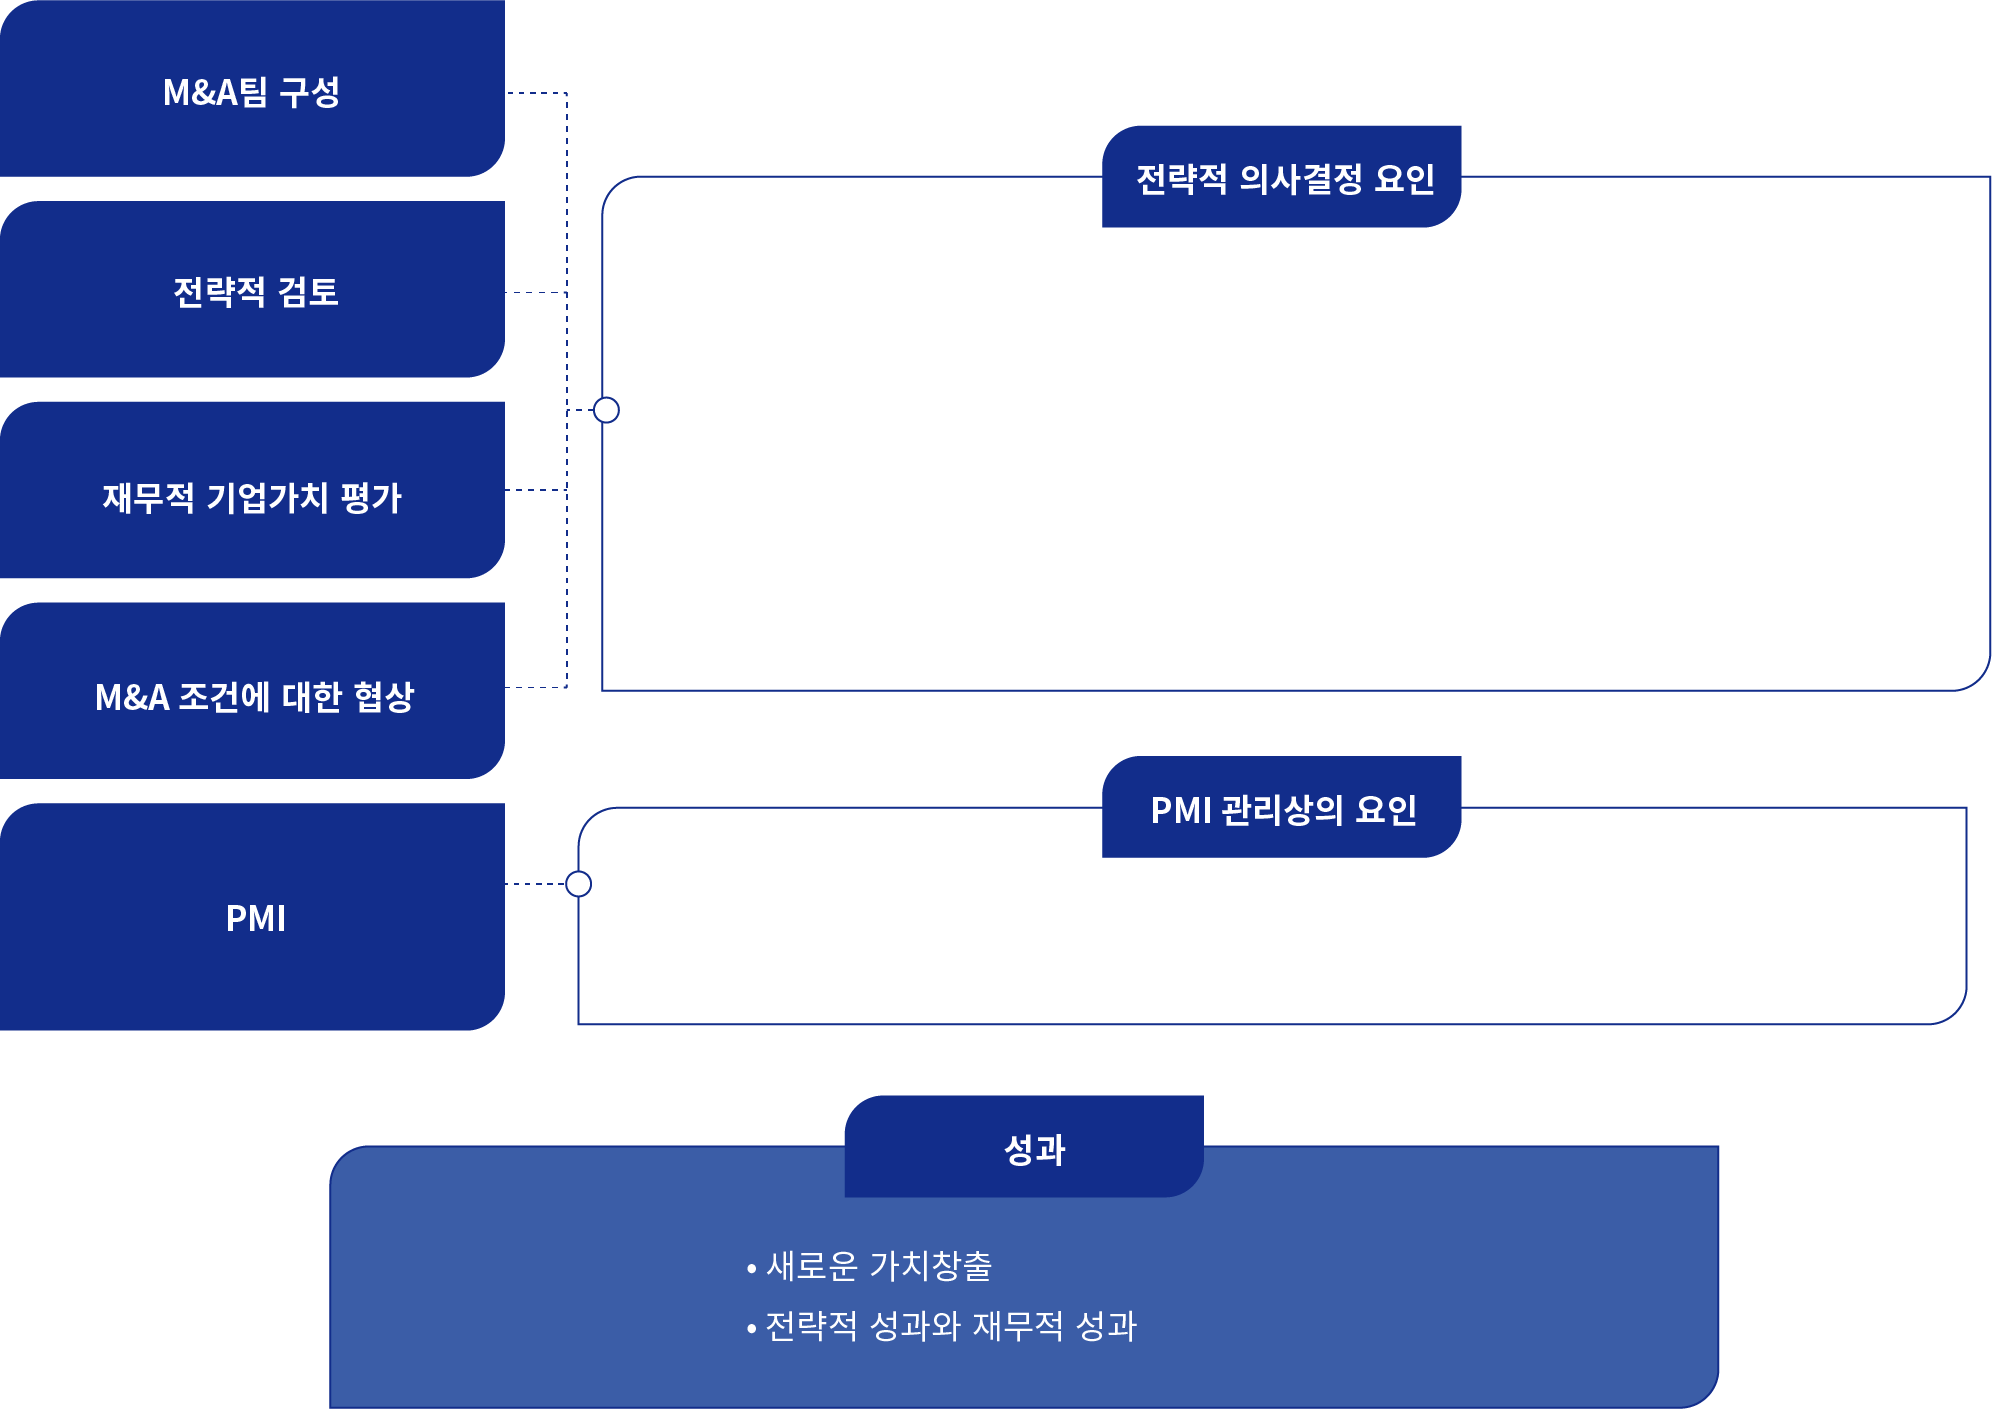 M&A팀 구성
전략적 검토
재무적 기업가치 평가
M&A 조건에 대한 협상
PMI
전략적 의사결정 요인
PMI 관리상의 요인
성과
• 새로운 가치창출
• 전략적 성과와 재무적 성과